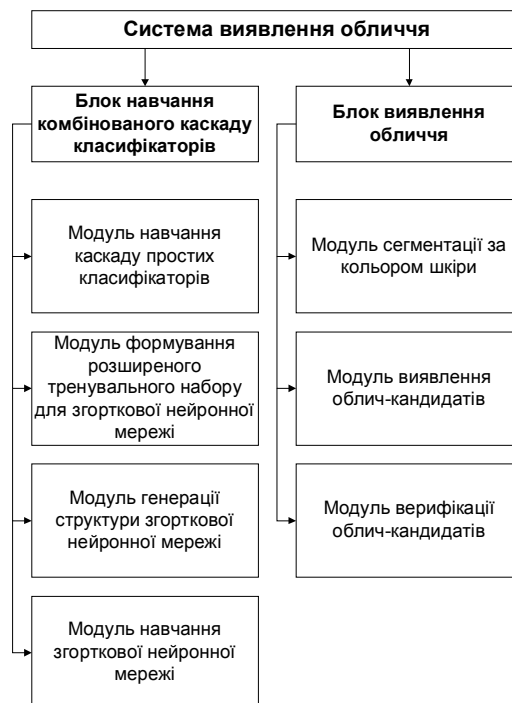 Система виявлення обличчя
Блок навчання
комбінованого каскаду
класифікаторів
Модуль навчання
каскаду простих
класифікаторів
Модуль формування
розширеного
тренувального набору
для згорткової нейронної
мережі
Модуль генерації
структури згорткової
нейронної мережі
Модуль навчання
згорткової нейронної
мережі
Блок виявлення
обличчя
Модуль сегментації за
кольором шкіри
Модуль виявлення
облич-кандидатів
Модуль верифікації
облич-кандидатів